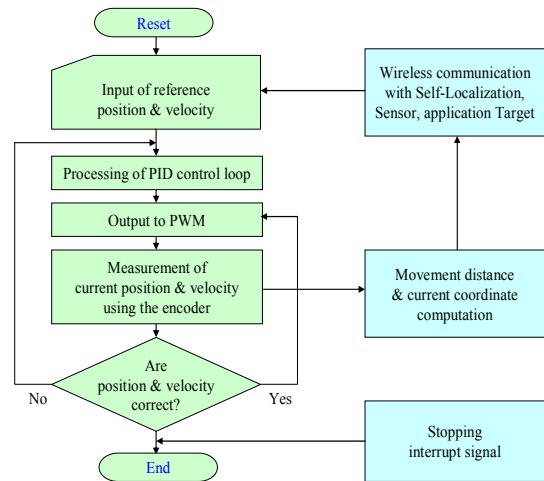 Reset
Input of reference
position & velocity
Wireless communication
with Self-Localization,
Sensor, application Target
Processing of PID control loop
Output to PWM
Measurement of
current position & velocity
using the encoder
Movement distance
& current coordinate
computation
Are
position & velocity
correct?
No
Yes
Stopping
interrupt signal
End